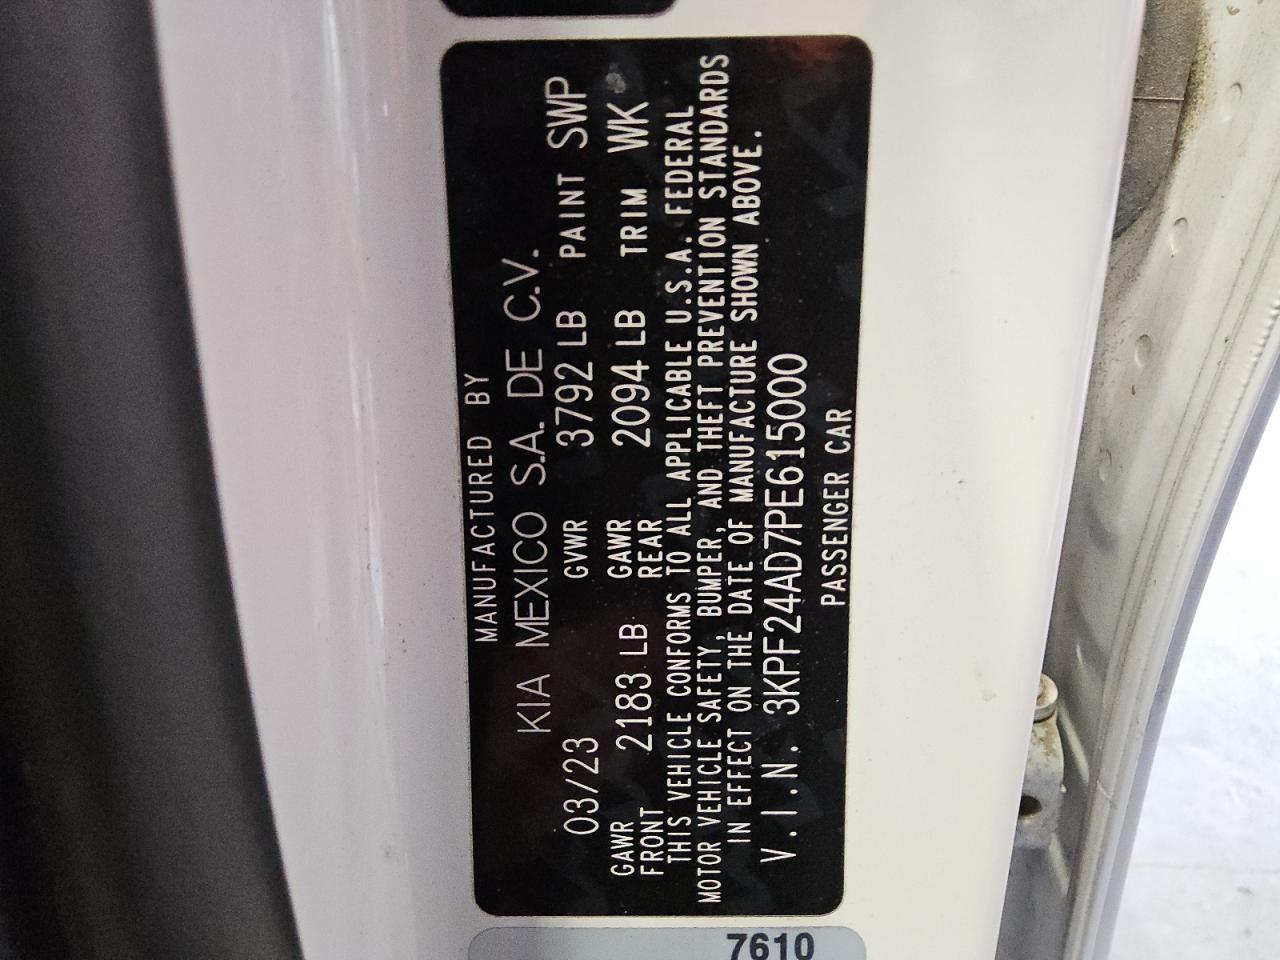 MANUFACTURED BY
KIA MEXICO S.A. DE C.V.
03/23 GVWR 3792 LB PAINT SWP
GAWR FRONT 2183 LB GAWR REAR 2094 LB TRIM WK
THIS VEHICLE CONFORMS TO ALL APPLICABLE U.S.A. FEDERAL
MOTOR VEHICLE SAFETY, BUMPER, AND THEFT PREVENTION STANDARDS
IN EFFECT ON THE DATE OF MANUFACTURE SHOWN ABOVE.
V.I.N. 3KPF24AD7PE615000
PASSENGER CAR
7610